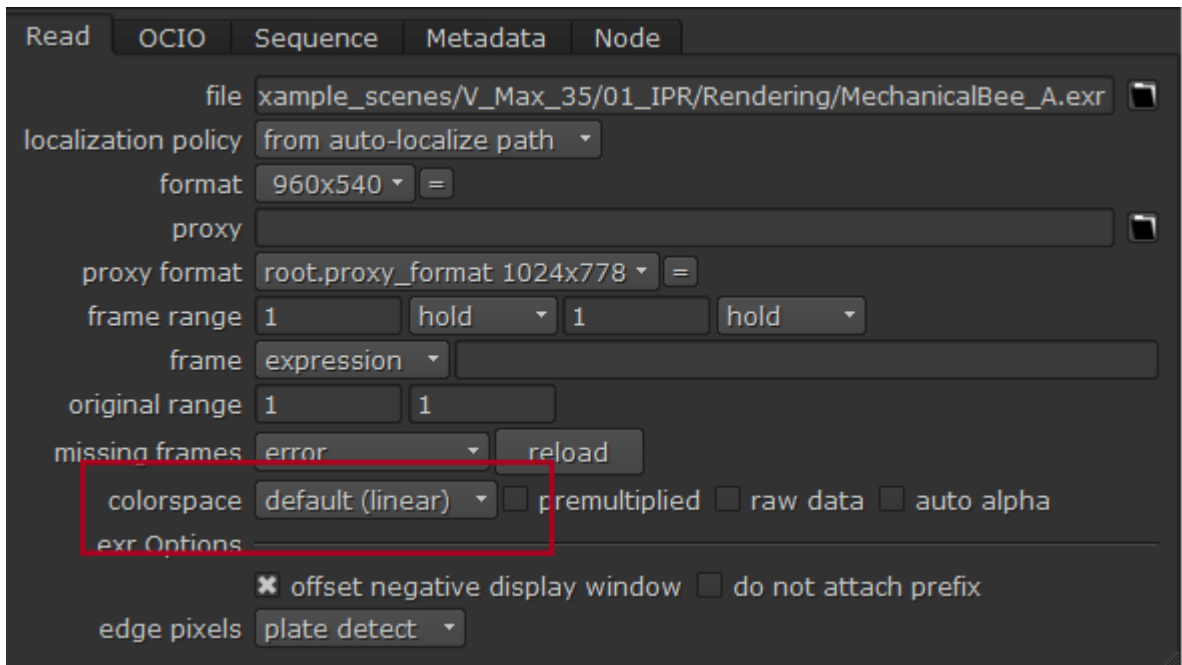 Read OCIO Sequence Metadata Node
file xample_scenes/V_Max_35/01_IPR/Rendering/MechanicalBee_A.exr
localization policy from auto-localize path
format 960x540 =
proxy
proxy format root.proxy_format 1024x778 =
frame range 1 hold 1 hold
frame expression
original range 1 1
missing frames error reload
colorspace default (linear) premultiplied raw data auto alpha
exr Options
offset negative display window do not attach prefix
edge pixels plate detect